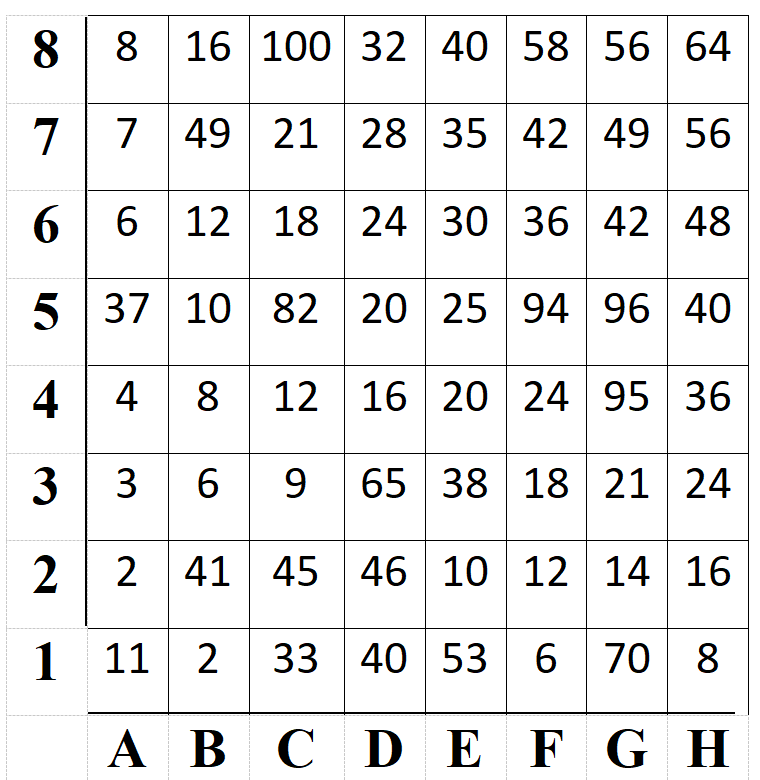 8 8 16 100 32 40 58 56 64
7 7 49 21 28 35 42 49 56
6 6 12 18 24 30 36 42 48
5 37 10 82 20 25 94 96 40
4 4 8 12 16 20 24 95 36
3 3 6 9 65 38 18 21 24
2 2 41 45 46 10 12 14 16
1 11 2 33 40 53 6 70 8
A B C D E F G H